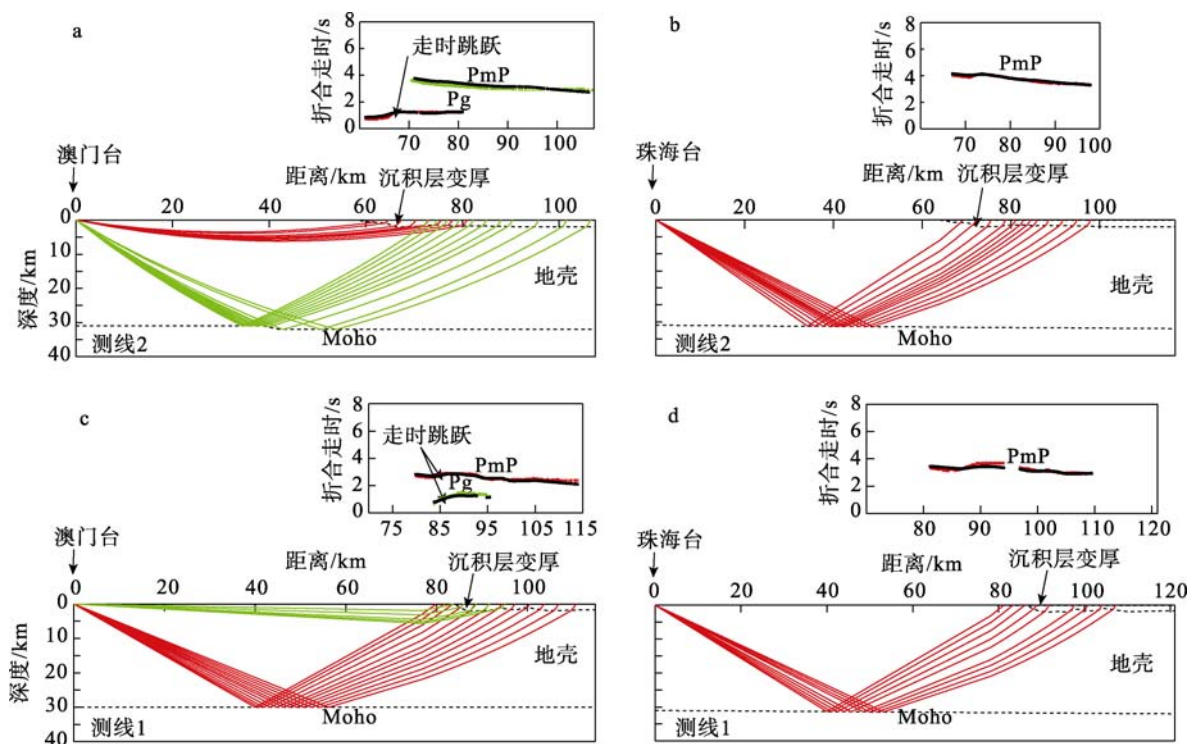 a
折合走时/s
8
6
4
2
0
走时跳跃
PmP
Pg
70 80 90 100
澳门台
距离/km 沉积层变厚
0 20 40 60 80 100
0
10
20
30
40
深度/km
地壳
Moho
测线2
b
折合走时/s
8
6
4
2
0
PmP
70 80 90 100
珠海台
距离/km 沉积层变厚
0 20 40 60 80 100
地壳
Moho
测线2
c
折合走时/s
8
6
4
2
0
走时跳跃
PmP
Pg
75 85 95 105 115
澳门台
距离/km 沉积层变厚
0 20 40 60 80 100
0
10
20
30
40
深度/km
地壳
Moho
测线1
d
折合走时/s
8
6
4
2
0
PmP
81 90 100 110 120
珠海台
距离/km 沉积层变厚
0 20 40 60 80 100 120
地壳
Moho
测线1